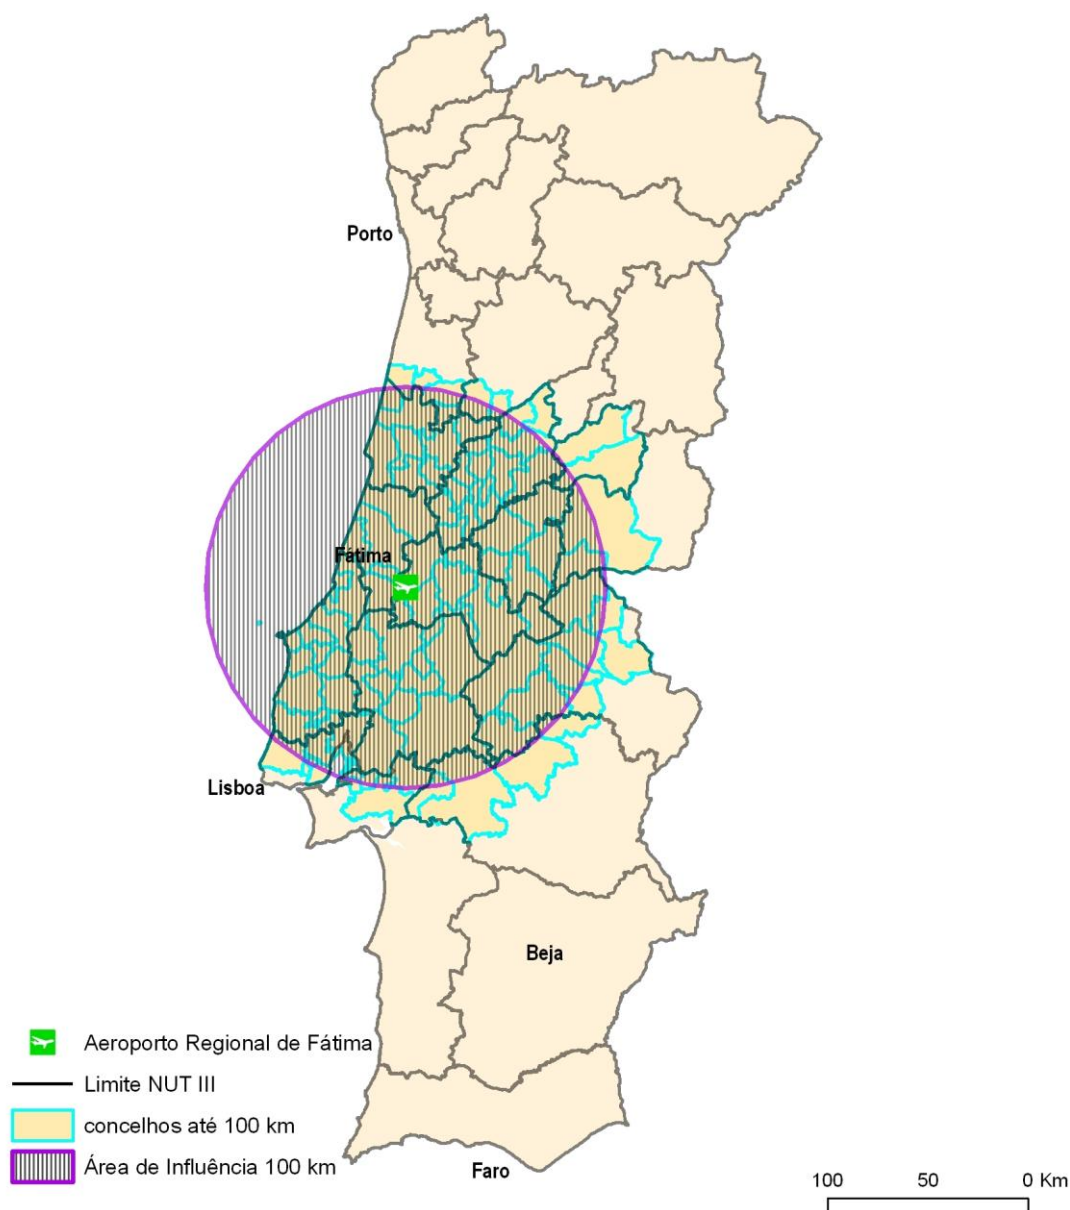 Porto
Fátima
Lisboa
Beja
Faro
Aeroporto Regional de Fátima
Limite NUT III
concelhos até 100 km
Área de Influência 100 km
100 50 0 Km